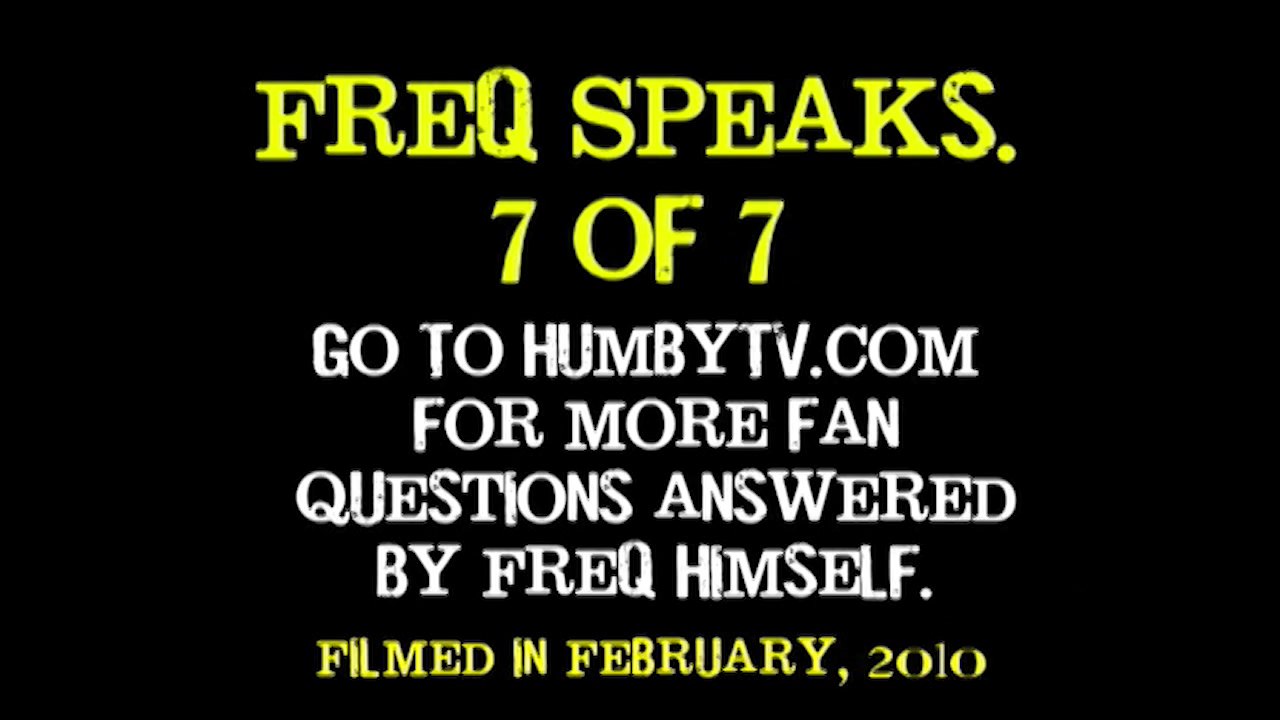 FREQ SPEAKS.
7 OF 7
GO TO HUMBYTV.COM
FOR MORE FAN
QUESTIONS ANSWERED
BY FREQ HIMSELF.
FILMED IN FEBRUARY, 2010